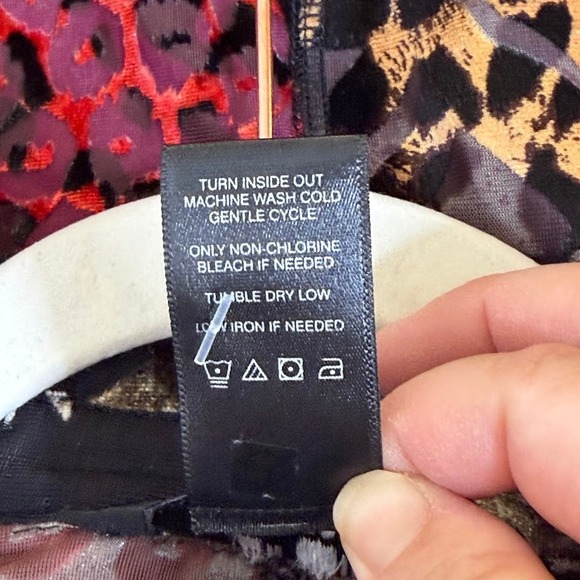 TURN INSIDE OUT
MACHINE WASH COLD
GENTLE CYCLE
ONLY NON-CHLORINE
BLEACH IF NEEDED
TUMBLE DRY LOW
LOW IRON IF NEEDED